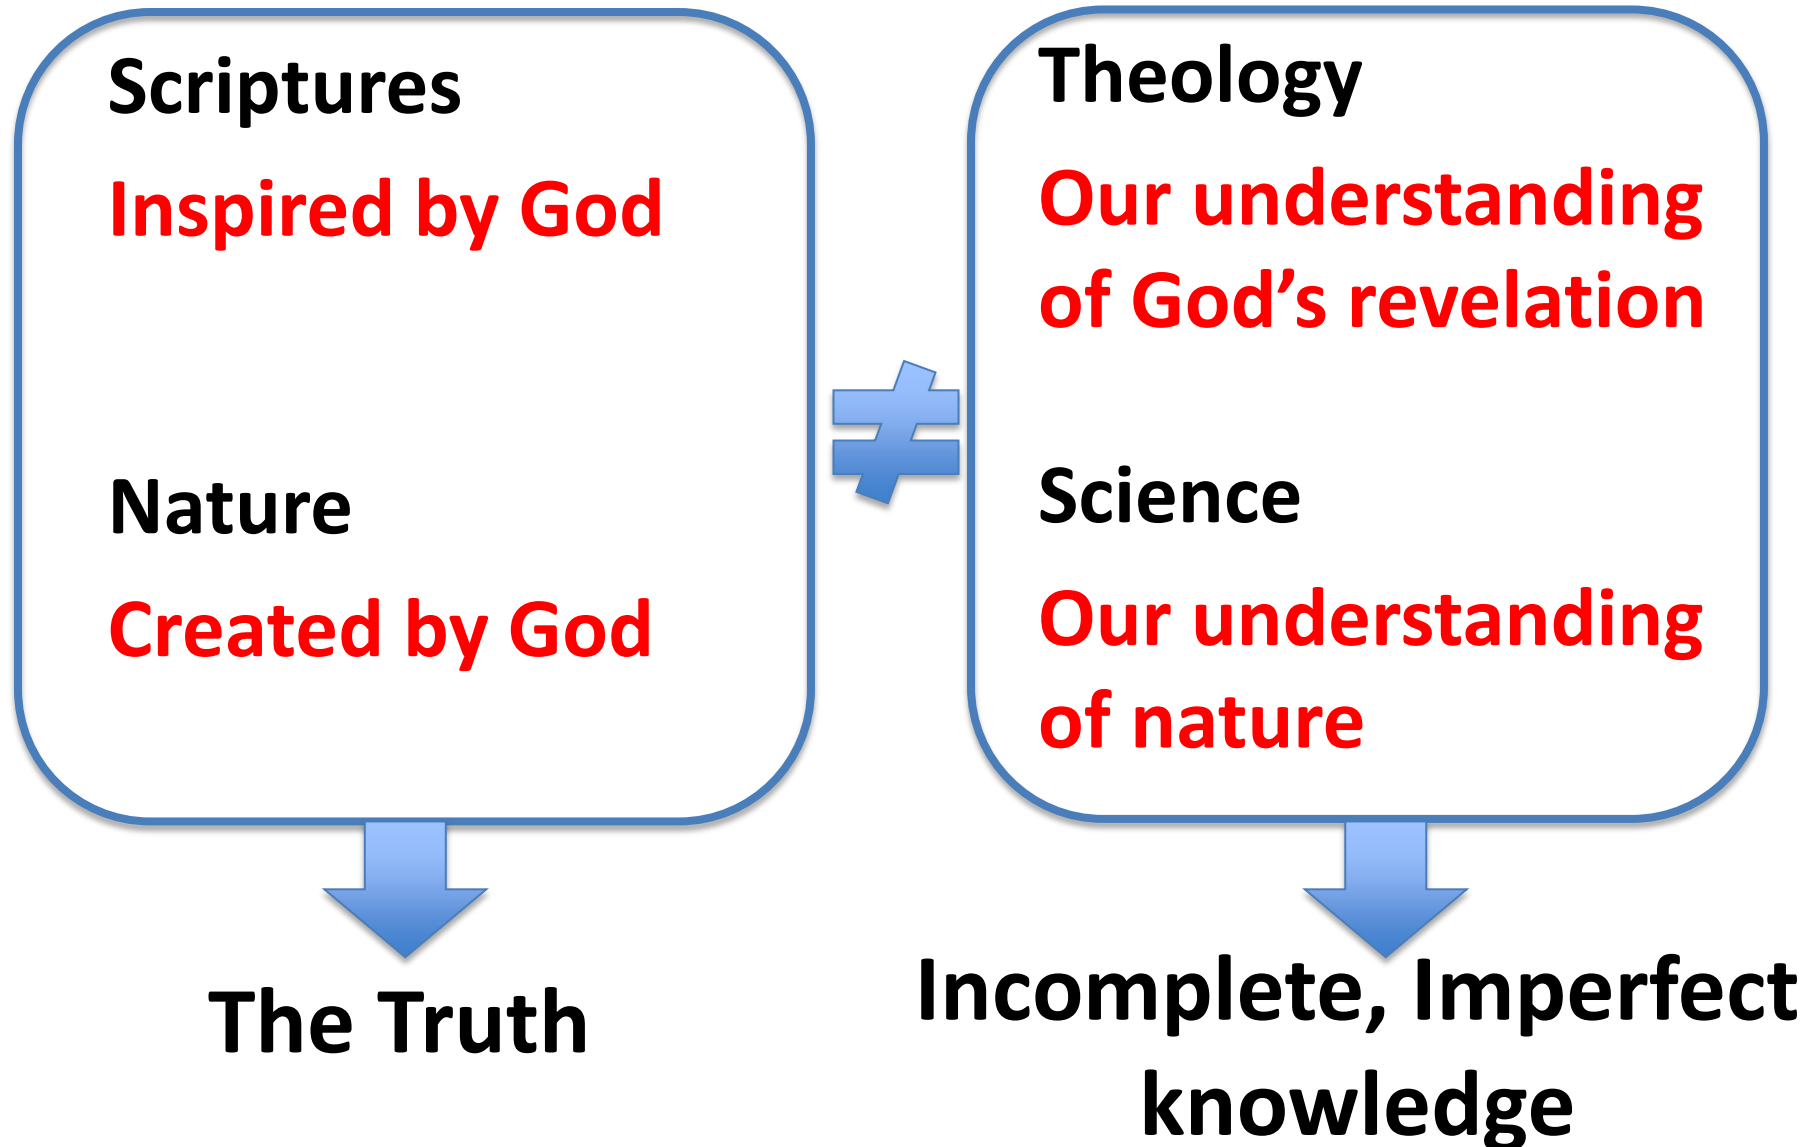 Scriptures
Inspired by God
Nature
Created by God
≠
Theology
Our understanding
of God’s revelation
Science
Our understanding
of nature
The Truth
Incomplete, Imperfect
knowledge